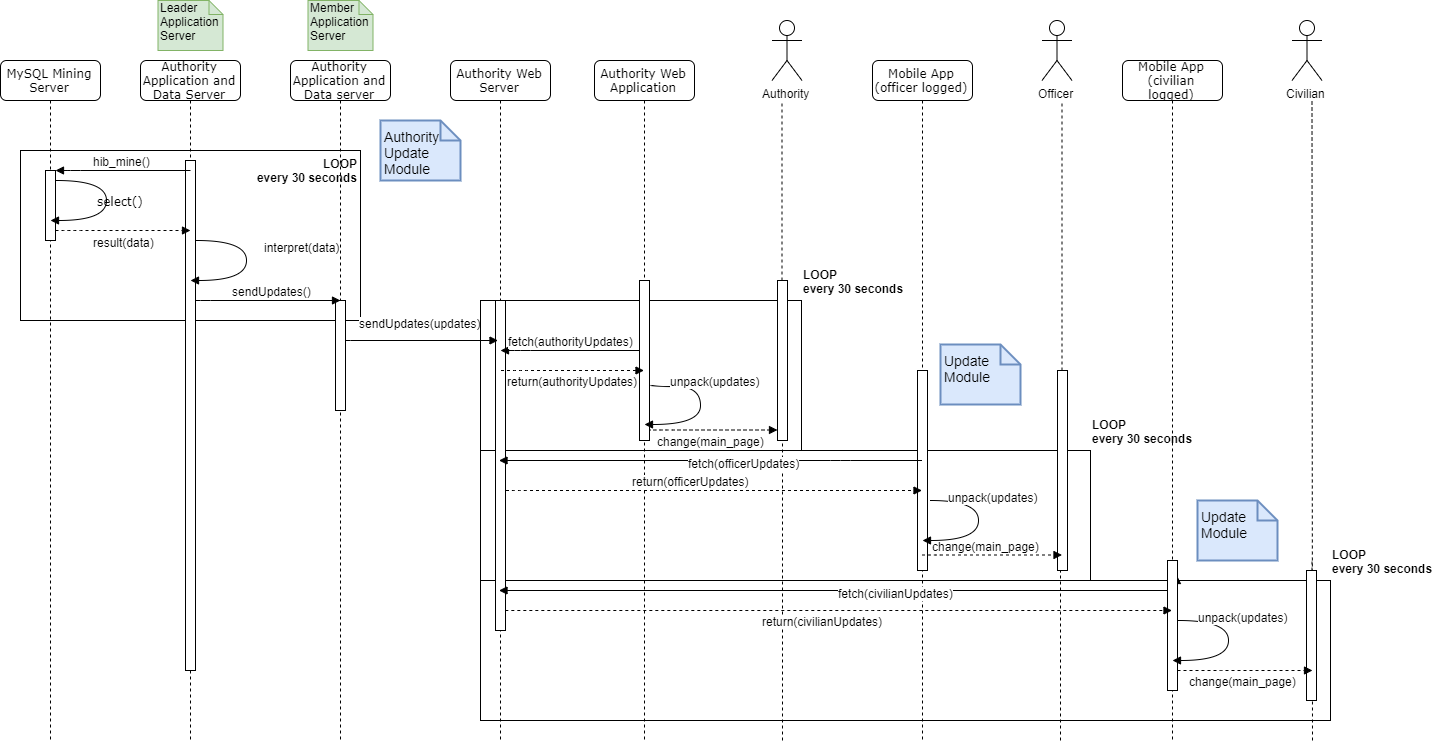 Leader
Application
Server
Member
Application
Server
MySQL Mining
Server
Authority
Application and
Data Server
Authority
Application and
Data server
Authority Web
Server
Authority Web
Application
Authority
Mobile App
(officer logged)
Officer
Mobile App
(civilian
logged)
Civilian
Authority
Update
Module
LOOP
every 30 seconds
hib_mine()
select()
result(data)
interpret(data)
sendUpdates()
sendUpdates(updates)
LOOP
every 30 seconds
fetch(authorityUpdates)
return(authorityUpdates)
unpack(updates)
change(main_page)
Update
Module
LOOP
every 30 seconds
fetch(officerUpdates)
return(officerUpdates)
unpack(updates)
change(main_page)
Update
Module
LOOP
every 30 seconds
fetch(civilianUpdates)
return(civilianUpdates)
unpack(updates)
change(main_page)